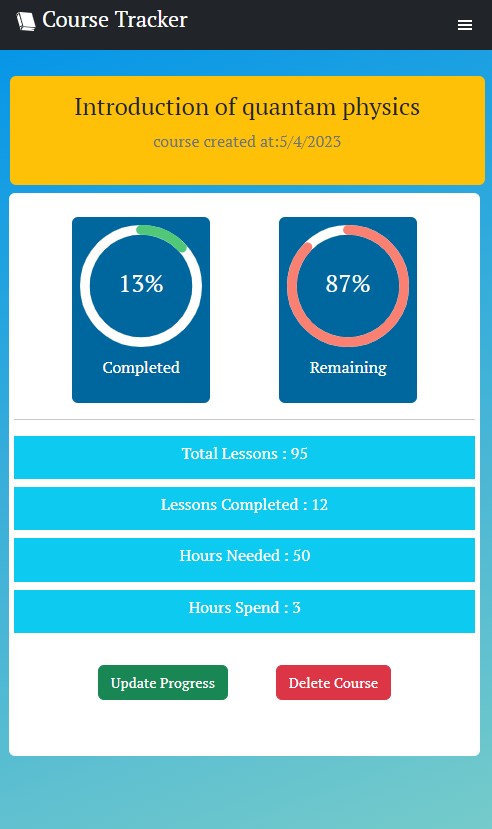 Course Tracker
Introduction of quantam physics
course created at:5/4/2023
13%
Completed
87%
Remaining
Total Lessons : 95
Lessons Completed : 12
Hours Needed : 50
Hours Spend : 3
Update Progress
Delete Course